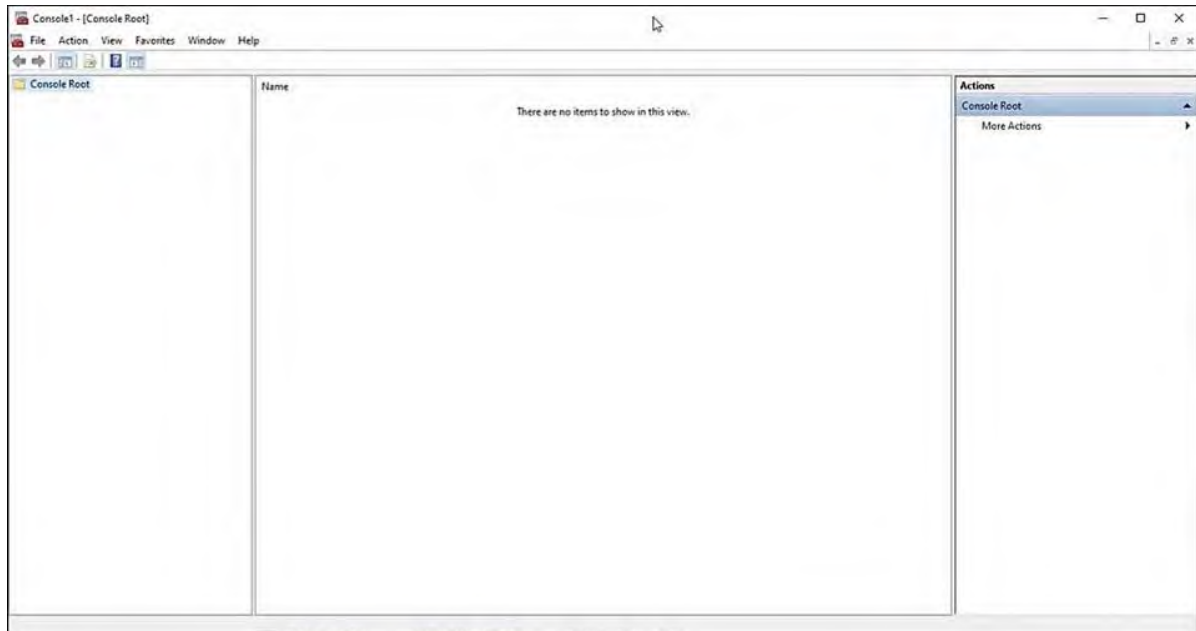 Console1 - [Console Root]
File Action View Favorites Window Help
Console Root
Name
There are no items to show in this view.
Actions
Console Root
More Actions